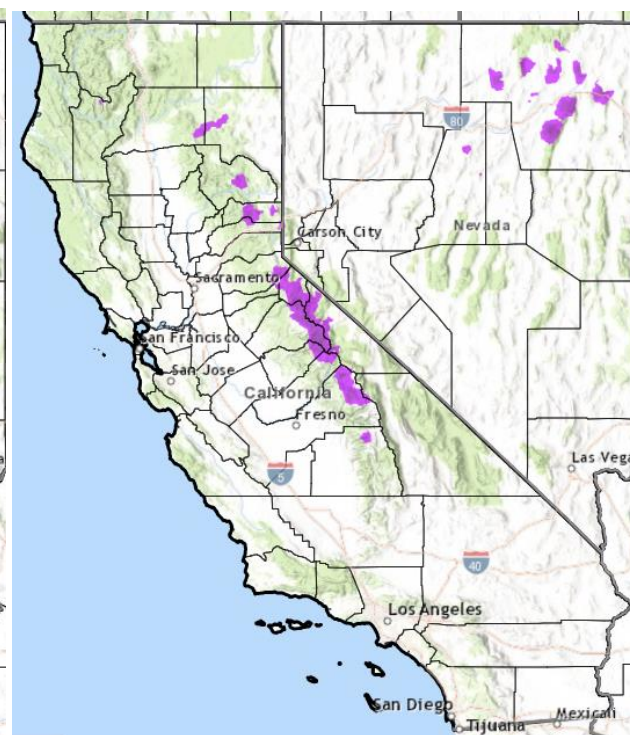 80
Carson City
Nevada
Sacramento
San Francisco
San Jose
California
Fresno
5
Las Vega
40
Los Angeles
San Diego
Mexicali
Tijuana
a